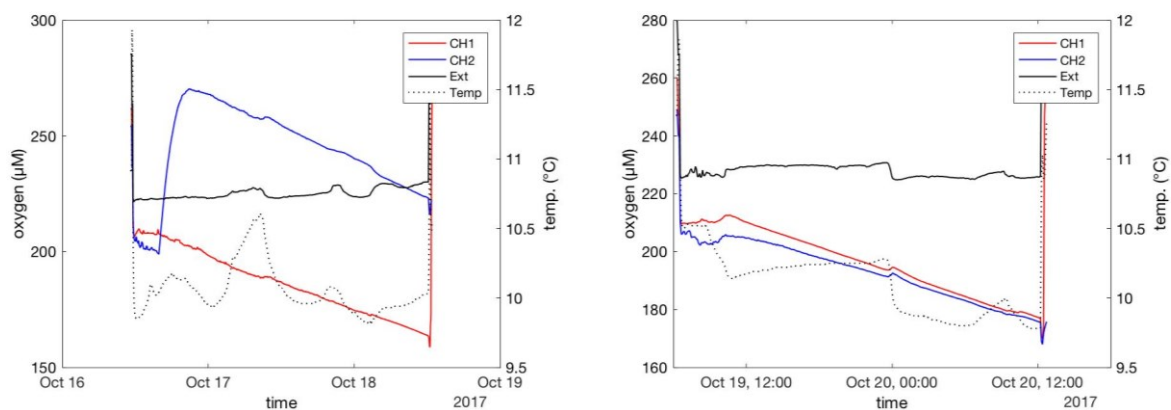 300
250
200
150
oxygen (µM)
12
11.5
11
10.5
10
9.5
temp. (°C)
CH1
CH2
Ext
Temp
Oct 16
Oct 17
Oct 18
Oct 19
time
2017
280
260
240
220
200
180
160
oxygen (µM)
12
11.5
11
10.5
10
9.5
temp. (°C)
CH1
CH2
Ext
Temp
Oct 19, 12:00
Oct 20, 00:00
Oct 20, 12:00
time
2017